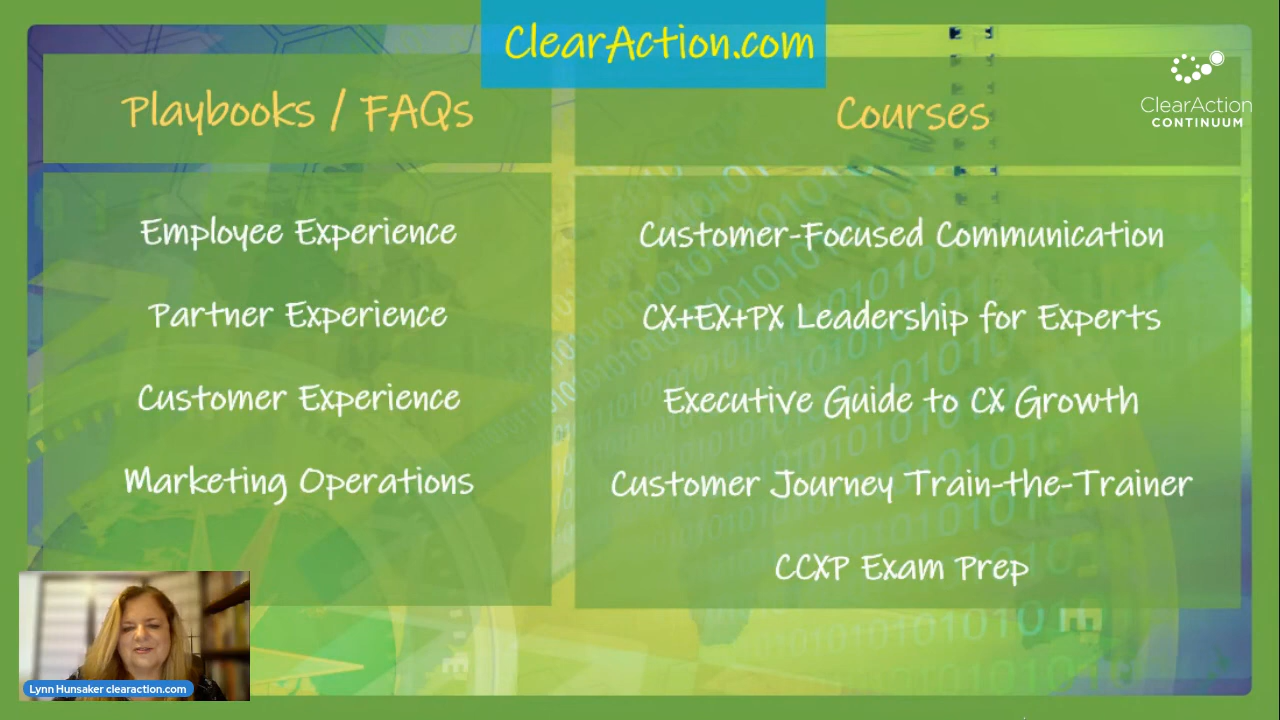 ClearAction.com
ClearAction
CONTINUUM
Playbooks / FAQs
Employee Experience
Partner Experience
Customer Experience
Marketing Operations
Courses
Customer-Focused Communication
CX+EX+PX Leadership for Experts
Executive Guide to CX Growth
Customer Journey Train-the-Trainer
CCXP Exam Prep
Lynn Hunsaker clearaction.com